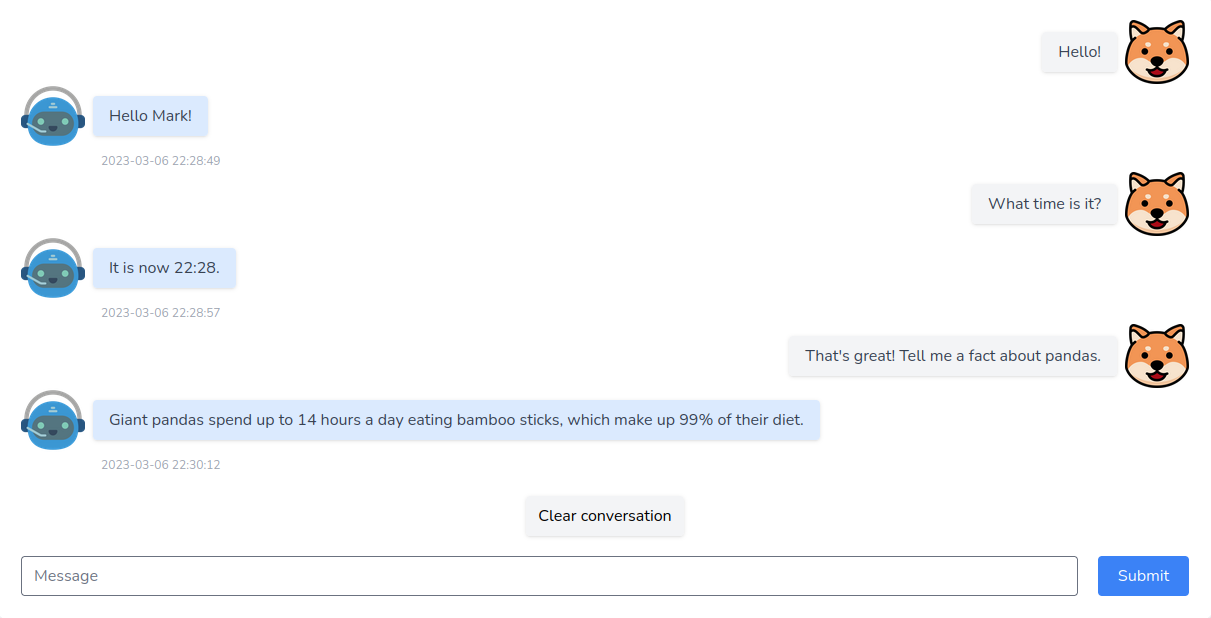 Hello!
Hello Mark!
2023-03-06 22:28:49
What time is it?
It is now 22:28.
2023-03-06 22:28:57
That's great! Tell me a fact about pandas.
Giant pandas spend up to 14 hours a day eating bamboo sticks, which make up 99% of their diet.
2023-03-06 22:30:12
Clear conversation
Message
Submit